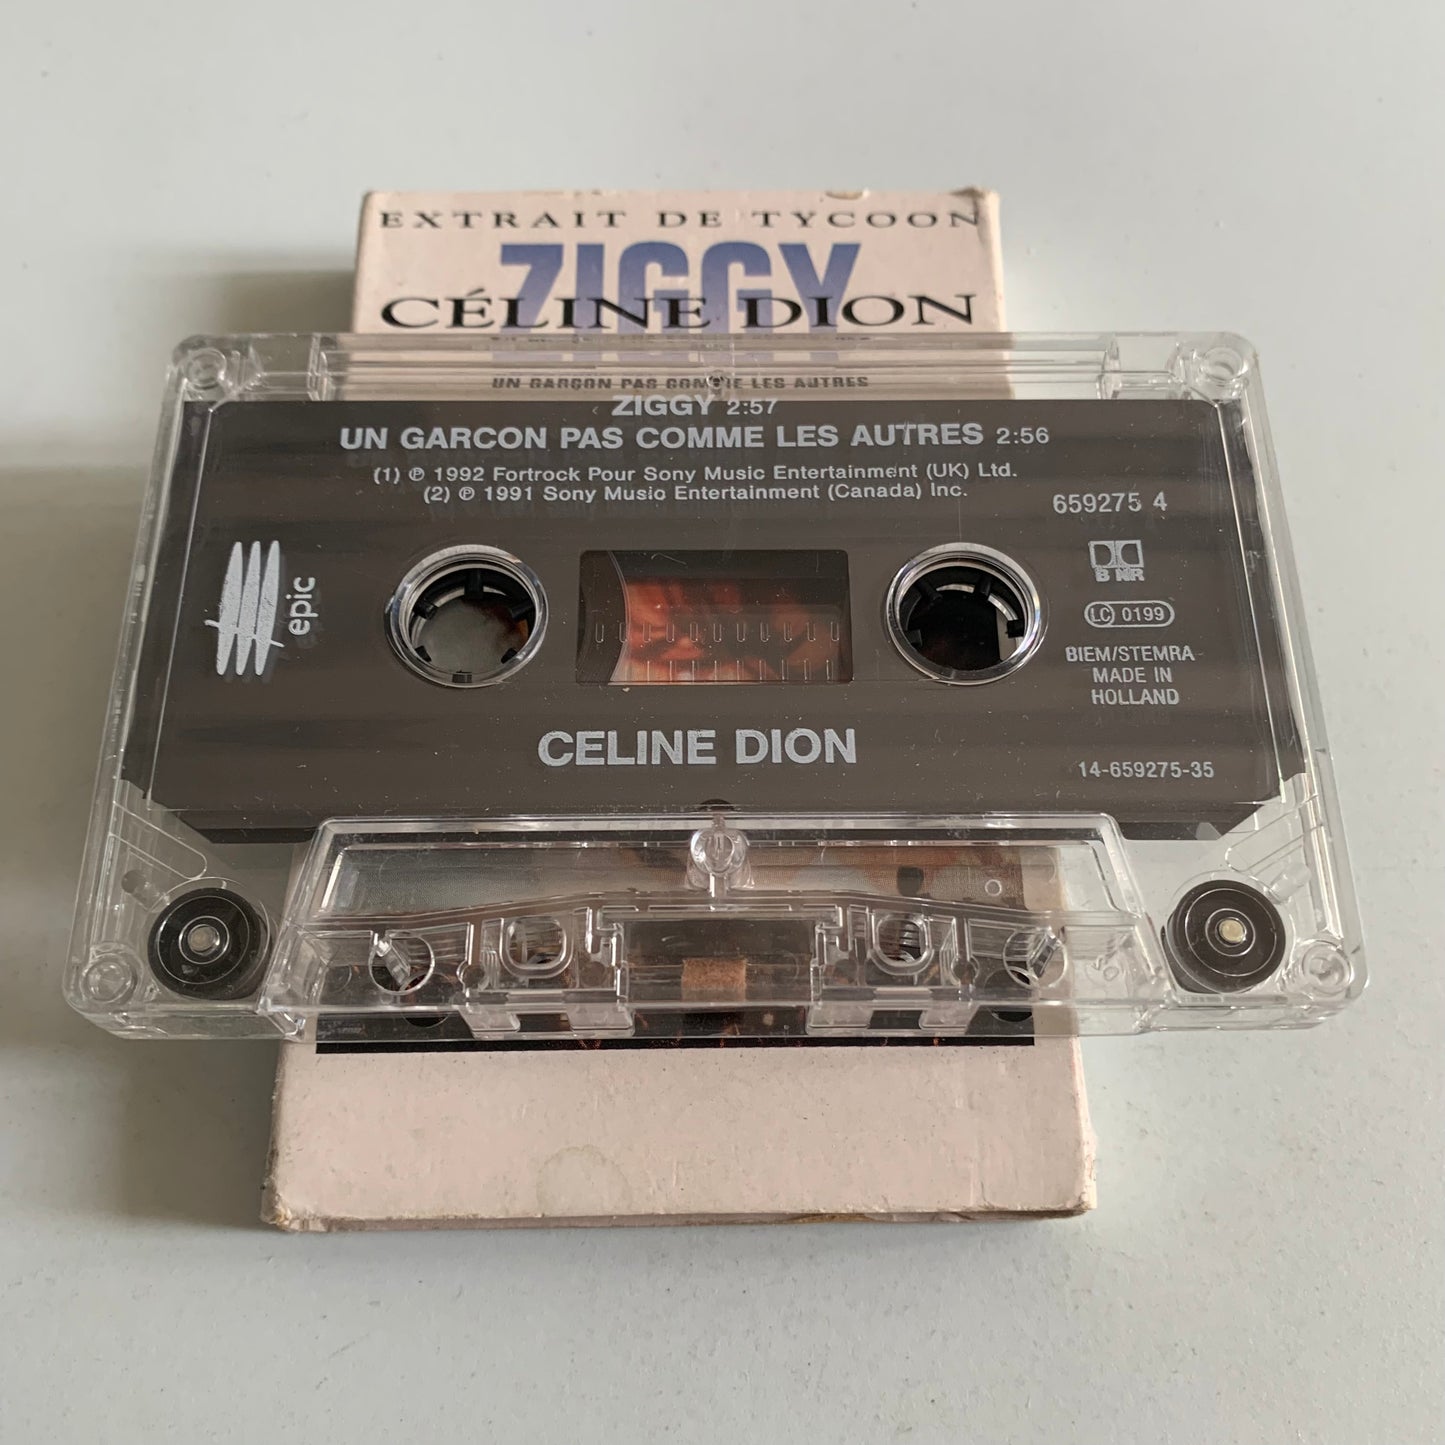 EXTRAIT DE TYCOON
ZIGGY
CÉLINE DION
UN GARÇON PAS COMME LES AUTRES
ZIGGY 2:57
UN GARCON PAS COMME LES AUTRES 2:56
(1) ℗ 1992 Fortrock Pour Sony Music Entertainment (UK) Ltd.
(2) ℗ 1991 Sony Music Entertainment (Canada) Inc.
659275 4
epic
B NR
LC 0199
BIEM/STEMRA
MADE IN
HOLLAND
CELINE DION
14-659275-35